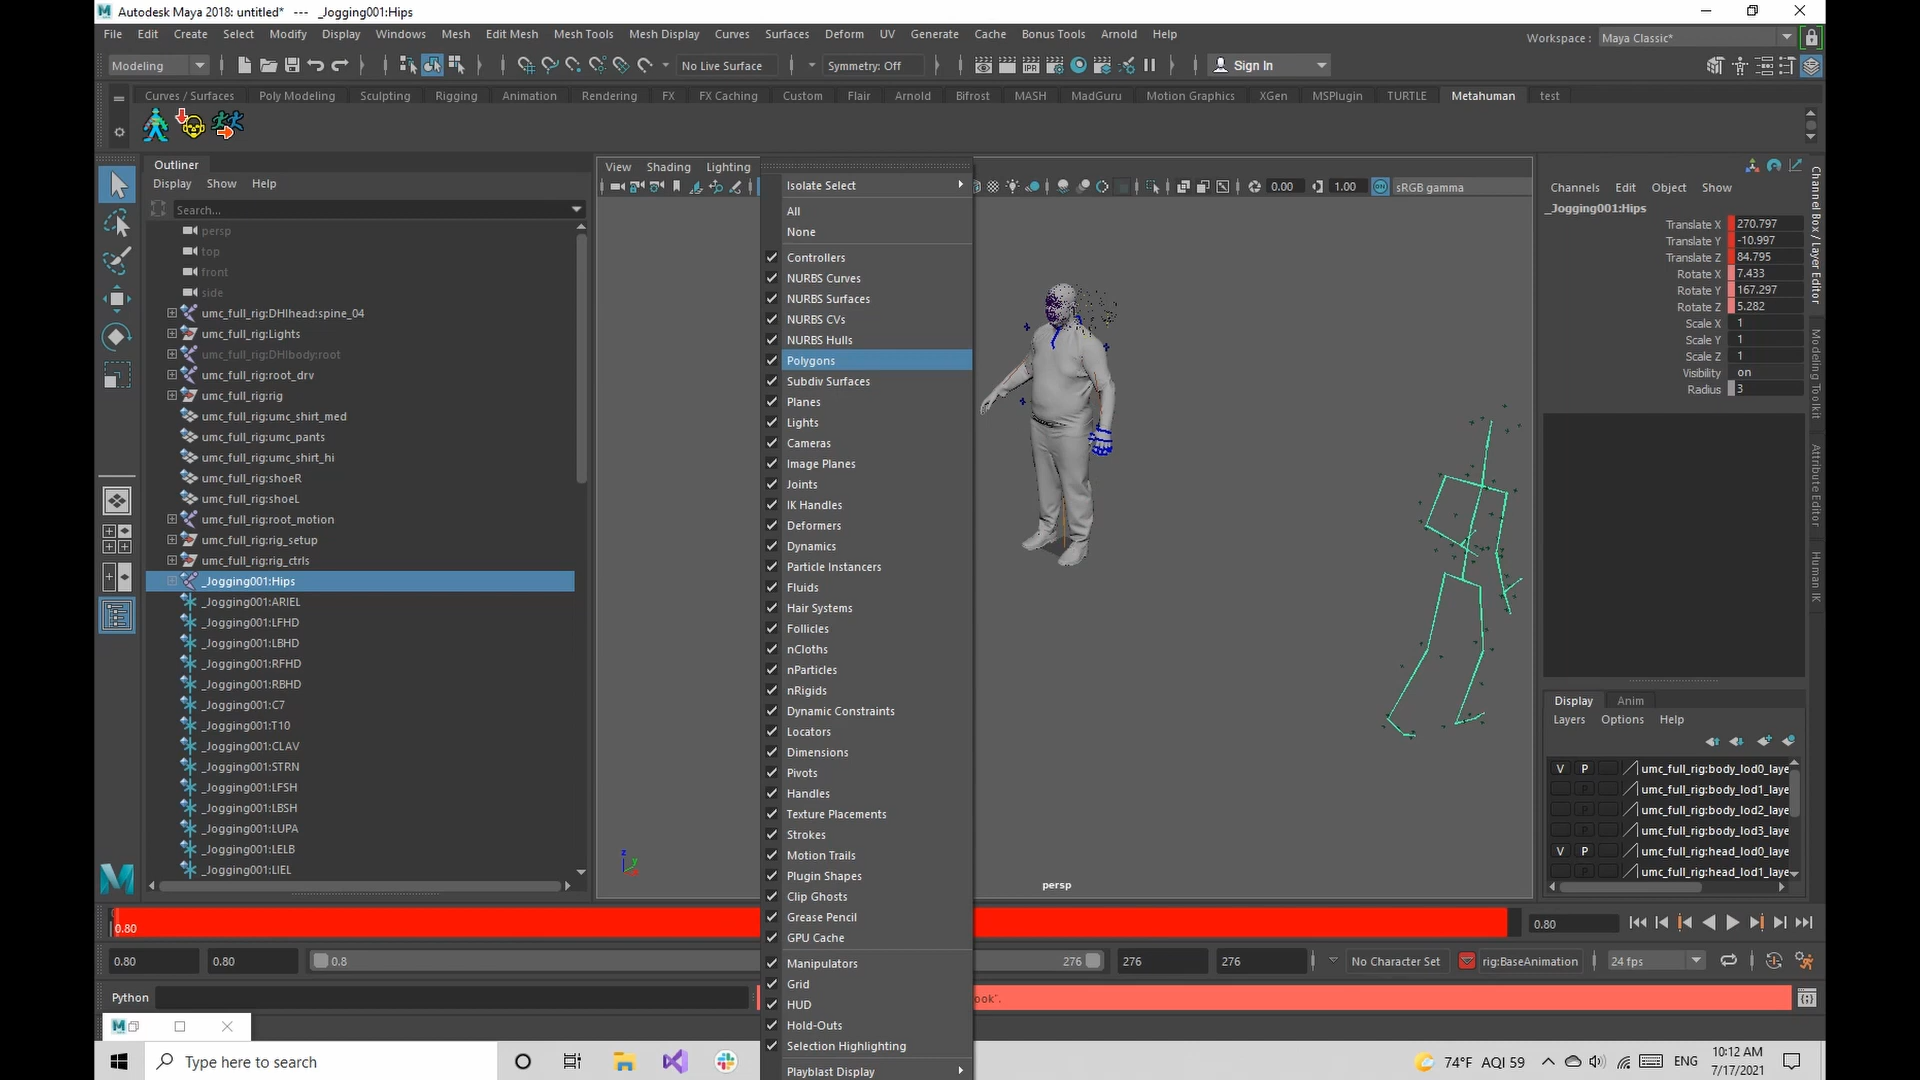 Autodesk Maya 2018: untitled* --- _Jogging001:Hips
File Edit Create Select Modify Display Windows Mesh Edit Mesh Mesh Tools Mesh Display Curves Surfaces Deform UV Generate Cache Bonus Tools Arnold Help
Workspace : Maya Classic*
Modeling No Live Surface Symmetry: Off Sign In
Curves / Surfaces Poly Modeling Sculpting Rigging Animation Rendering FX FX Caching Custom Flair Arnold Bifrost MASH MadGuru Motion Graphics XGen MSPlugin TURTLE Metahuman test
Outliner
Display Show Help
Search...
persp
top
front
side
umc_full_rig:DHIhead:spine_04
umc_full_rig:Lights
umc_full_rig:DHIbody:root
umc_full_rig:root_drv
umc_full_rig:rig
umc_full_rig:umc_shirt_med
umc_full_rig:umc_pants
umc_full_rig:umc_shirt_hi
umc_full_rig:shoeR
umc_full_rig:shoeL
umc_full_rig:root_motion
umc_full_rig:rig_setup
umc_full_rig:rig_ctrls
_Jogging001:Hips
_Jogging001:ARIEL
_Jogging001:LFHD
_Jogging001:LBHD
_Jogging001:RFHD
_Jogging001:RBHD
_Jogging001:C7
_Jogging001:T10
_Jogging001:CLAV
_Jogging001:STRN
_Jogging001:LFSH
_Jogging001:LBSH
_Jogging001:LUPA
_Jogging001:LELB
_Jogging001:LIEL
View Shading Lighting
0.00 1.00 sRGB gamma
Isolate Select
All
None
Controllers
NURBS Curves
NURBS Surfaces
NURBS CVs
NURBS Hulls
Polygons
Subdiv Surfaces
Planes
Lights
Cameras
Image Planes
Joints
IK Handles
Deformers
Dynamics
Particle Instancers
Fluids
Hair Systems
Follicles
nCloths
nParticles
nRigids
Dynamic Constraints
Locators
Dimensions
Pivots
Handles
Texture Placements
Strokes
Motion Trails
Plugin Shapes
Clip Ghosts
Grease Pencil
GPU Cache
Manipulators
Grid
HUD
Hold-Outs
Selection Highlighting
Playblast Display
z
y
persp
Channels Edit Object Show
_Jogging001:Hips
Translate X 270.797
Translate Y -10.997
Translate Z 84.795
Rotate X 7.433
Rotate Y 167.297
Rotate Z 5.282
Scale X 1
Scale Y 1
Scale Z 1
Visibility on
Radius 3
Channel Box / Layer Editor
Modeling Toolkit
Attribute Editor
Human IK
Display Anim
Layers Options Help
V P umc_full_rig:body_lod0_laye
P umc_full_rig:body_lod1_laye
P umc_full_rig:body_lod2_laye
P umc_full_rig:body_lod3_laye
V P umc_full_rig:head_lod0_laye
P umc_full_rig:head_lod1_laye
0.80 0.80
0.80 0.80 0.8 276 276 276 No Character Set rig:BaseAnimation 24 fps
Python ook".
Type here to search
74°F AQI 59 ENG 10:12 AM
7/17/2021